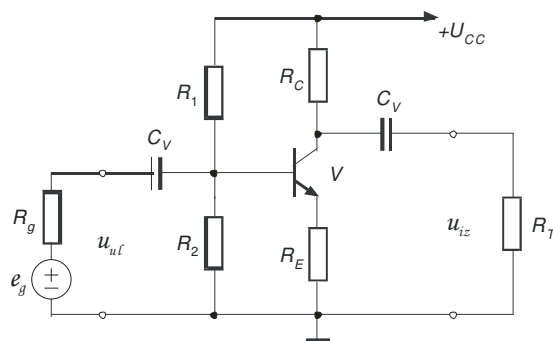 +U_CC
R_1
R_C
C_V
C_V
V
R_g
u_ul
R_2
R_E
u_iz
R_T
e_g